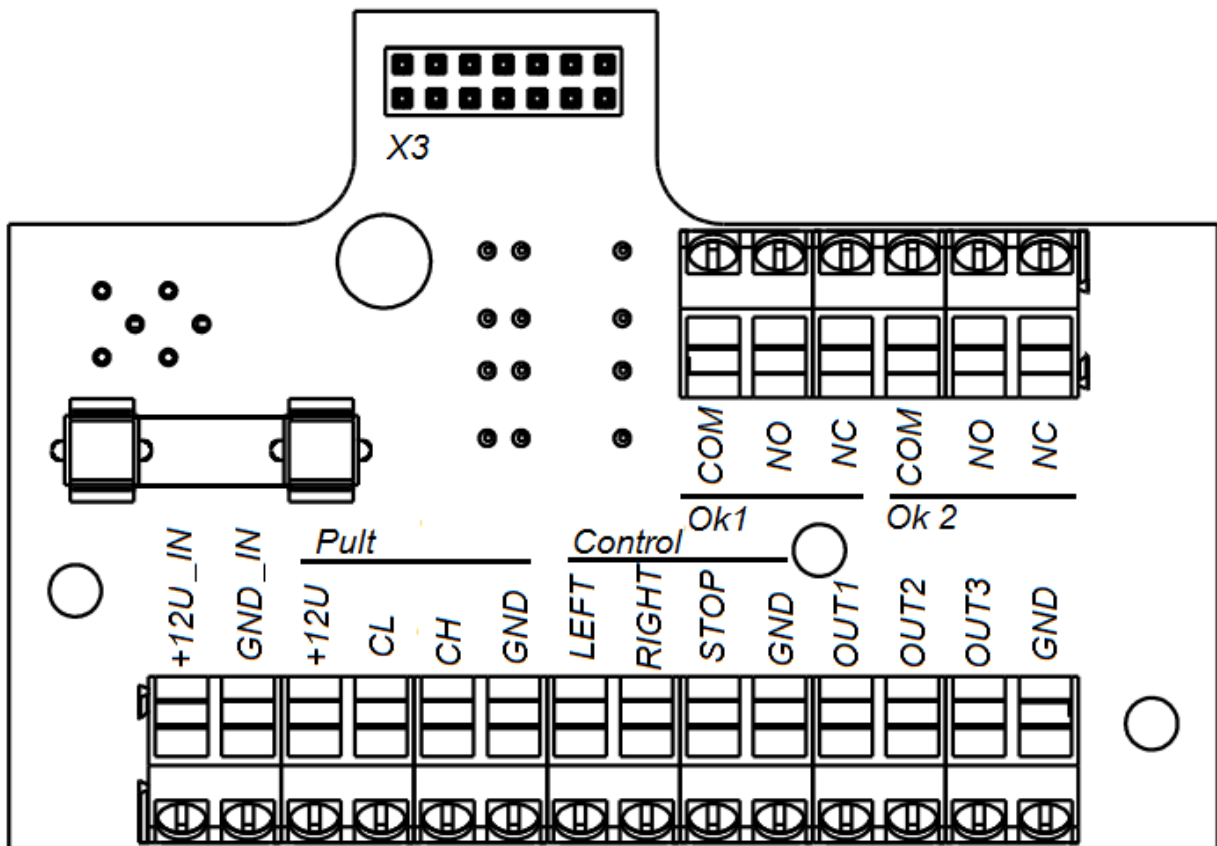 X3
COM NO NC COM NO NC
Ok1 Ok 2
Pult Control
+12U_IN GND_IN +12U CL CH GND LEFT RIGHT STOP GND OUT1 OUT2 OUT3 GND